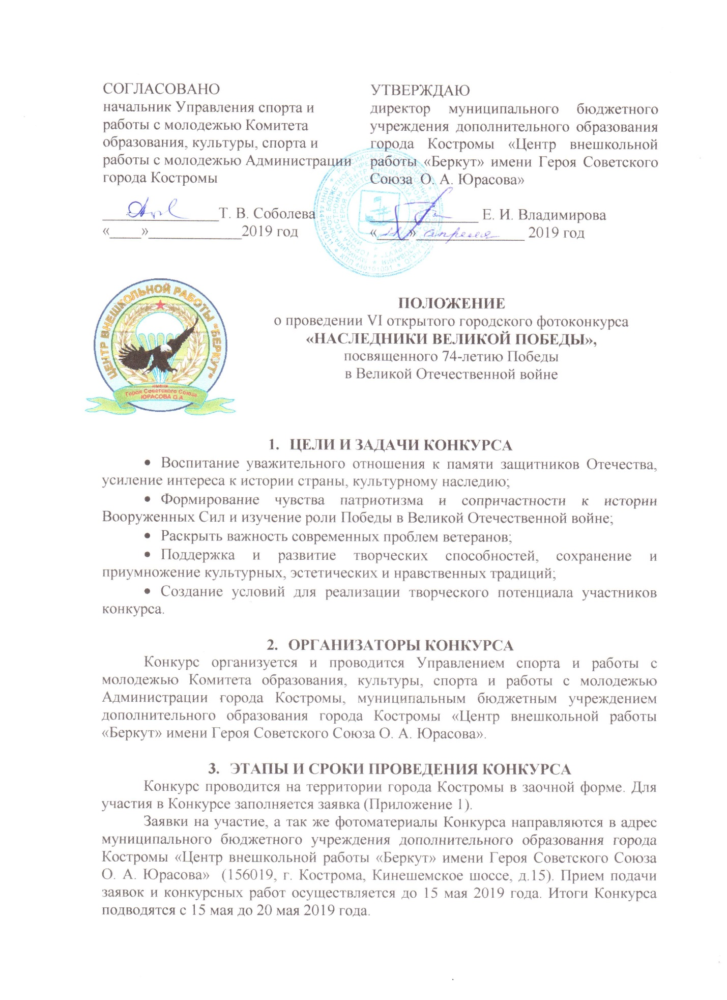 СОГЛАСОВАНО
начальник Управления спорта и
работы с молодежью Комитета
образования, культуры, спорта и
работы с молодежью Администрации
города Костромы
_______________Т. В. Соболева
«____»____________2019 год
УТВЕРЖДАЮ
директор муниципального бюджетного
учреждения дополнительного образования
города Костромы «Центр внешкольной
работы «Беркут» имени Героя Советского
Союза О. А. Юрасова»
______________ Е. И. Владимирова
«____» апреля 2019 год
ЦЕНТР ВНЕШКОЛЬНОЙ РАБОТЫ "БЕРКУТ"
имени
Героя Советского Союза
ЮРАСОВА О.А.
ПОЛОЖЕНИЕ
о проведении VI открытого городского фотоконкурса
«НАСЛЕДНИКИ ВЕЛИКОЙ ПОБЕДЫ»,
посвященного 74-летию Победы
в Великой Отечественной войне
1. ЦЕЛИ И ЗАДАЧИ КОНКУРСА
• Воспитание уважительного отношения к памяти защитников Отечества,
усиление интереса к истории страны, культурному наследию;
• Формирование чувства патриотизма и сопричастности к истории
Вооруженных Сил и изучение роли Победы в Великой Отечественной войне;
• Раскрыть важность современных проблем ветеранов;
• Поддержка и развитие творческих способностей, сохранение и
приумножение культурных, эстетических и нравственных традиций;
• Создание условий для реализации творческого потенциала участников
конкурса.
2. ОРГАНИЗАТОРЫ КОНКУРСА
Конкурс организуется и проводится Управлением спорта и работы с
молодежью Комитета образования, культуры, спорта и работы с молодежью
Администрации города Костромы, муниципальным бюджетным учреждением
дополнительного образования города Костромы «Центр внешкольной работы
«Беркут» имени Героя Советского Союза О. А. Юрасова».
3. ЭТАПЫ И СРОКИ ПРОВЕДЕНИЯ КОНКУРСА
Конкурс проводится на территории города Костромы в заочной форме. Для
участия в Конкурсе заполняется заявка (Приложение 1).
Заявки на участие, а так же фотоматериалы Конкурса направляются в адрес
муниципального бюджетного учреждения дополнительного образования города
Костромы «Центр внешкольной работы «Беркут» имени Героя Советского Союза
О. А. Юрасова» (156019, г. Кострома, Кинешемское шоссе, д.15). Прием подачи
заявок и конкурсных работ осуществляется до 15 мая 2019 года. Итоги Конкурса
подводятся с 15 мая до 20 мая 2019 года.